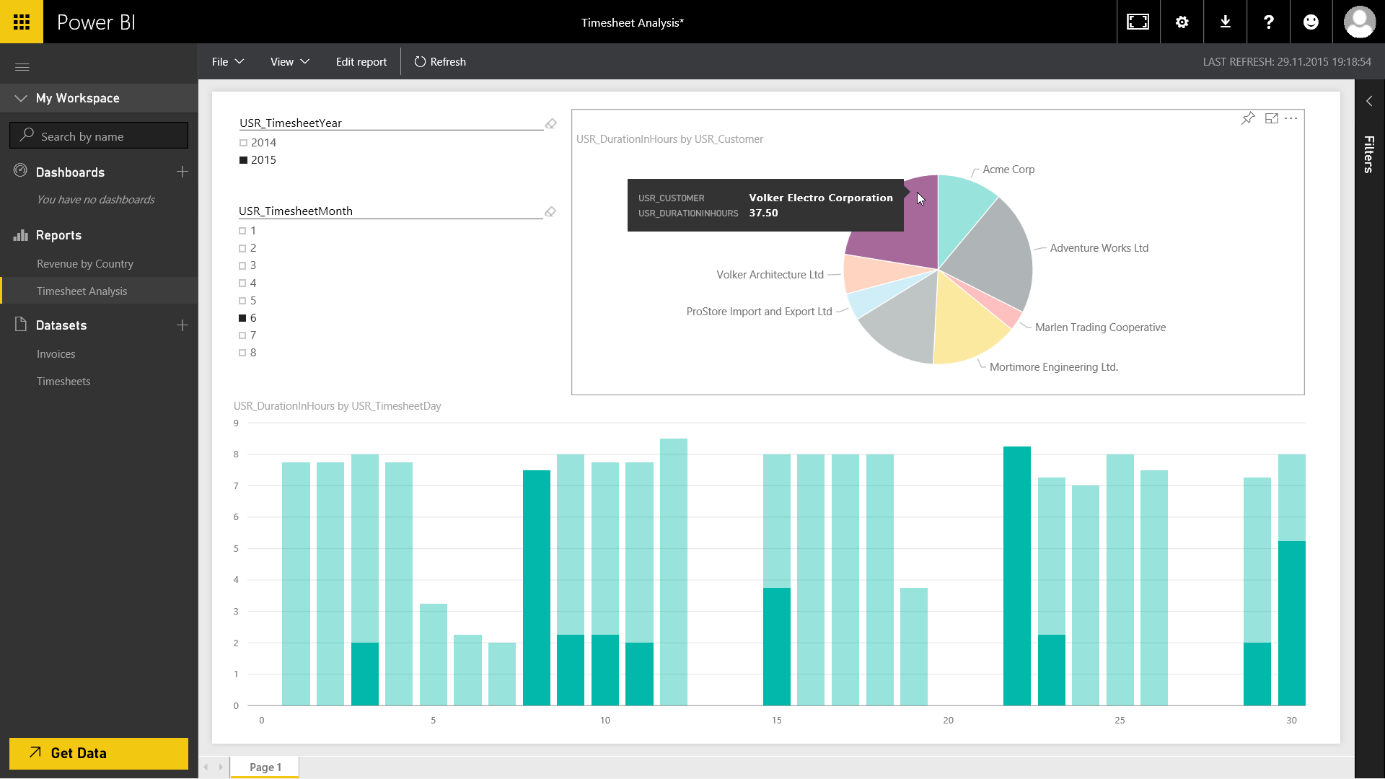 Power BI
Timesheet Analysis*
File View Edit report Refresh
LAST REFRESH: 29.11.2015 19:18:54
My Workspace
Search by name
Dashboards
You have no dashboards
Reports
Revenue by Country
Timesheet Analysis
Datasets
Invoices
Timesheets
Get Data
USR_TimesheetYear
2014
2015
USR_TimesheetMonth
1
2
3
4
5
6
7
8
USR_DurationInHours by USR_Customer
USR_CUSTOMER Volker Electro Corporation
USR_DURATIONINHOURS 37.50
Acme Corp
Adventure Works Ltd
Marlen Trading Cooperative
Mortimore Engineering Ltd.
ProStore Import and Export Ltd
Volker Architecture Ltd
Filters
USR_DurationInHours by USR_TimesheetDay
9
8
7
6
5
4
3
2
1
0
0 5 10 15 20 25 30
Page 1